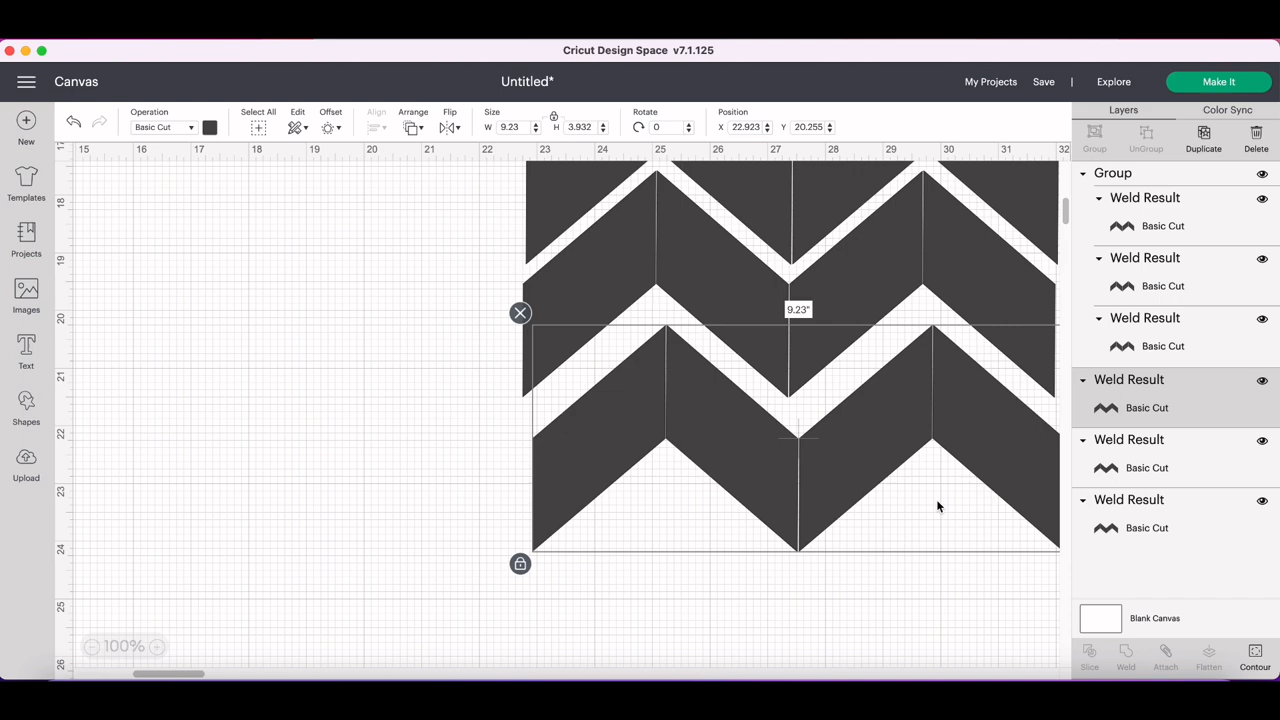 Cricut Design Space v7.1.125
Canvas
Untitled*
My Projects
Save
Explore
Make It
Operation
Basic Cut
Select All
Edit
Offset
Align
Arrange
Flip
Size
W 9.23
H 3.932
Rotate
0
Position
X 22.923
Y 20.255
Layers
Color Sync
Group
UnGroup
Duplicate
Delete
New
Templates
Projects
Images
Text
Shapes
Upload
15 16 17 18 19 20 21 22 23 24 25 26 27 28 29 30 31 32
17
18
19
20
21
22
23
24
25
26
9.23"
100%
Group
Weld Result
Basic Cut
Weld Result
Basic Cut
Weld Result
Basic Cut
Weld Result
Basic Cut
Weld Result
Basic Cut
Weld Result
Basic Cut
Blank Canvas
Slice
Weld
Attach
Flatten
Contour